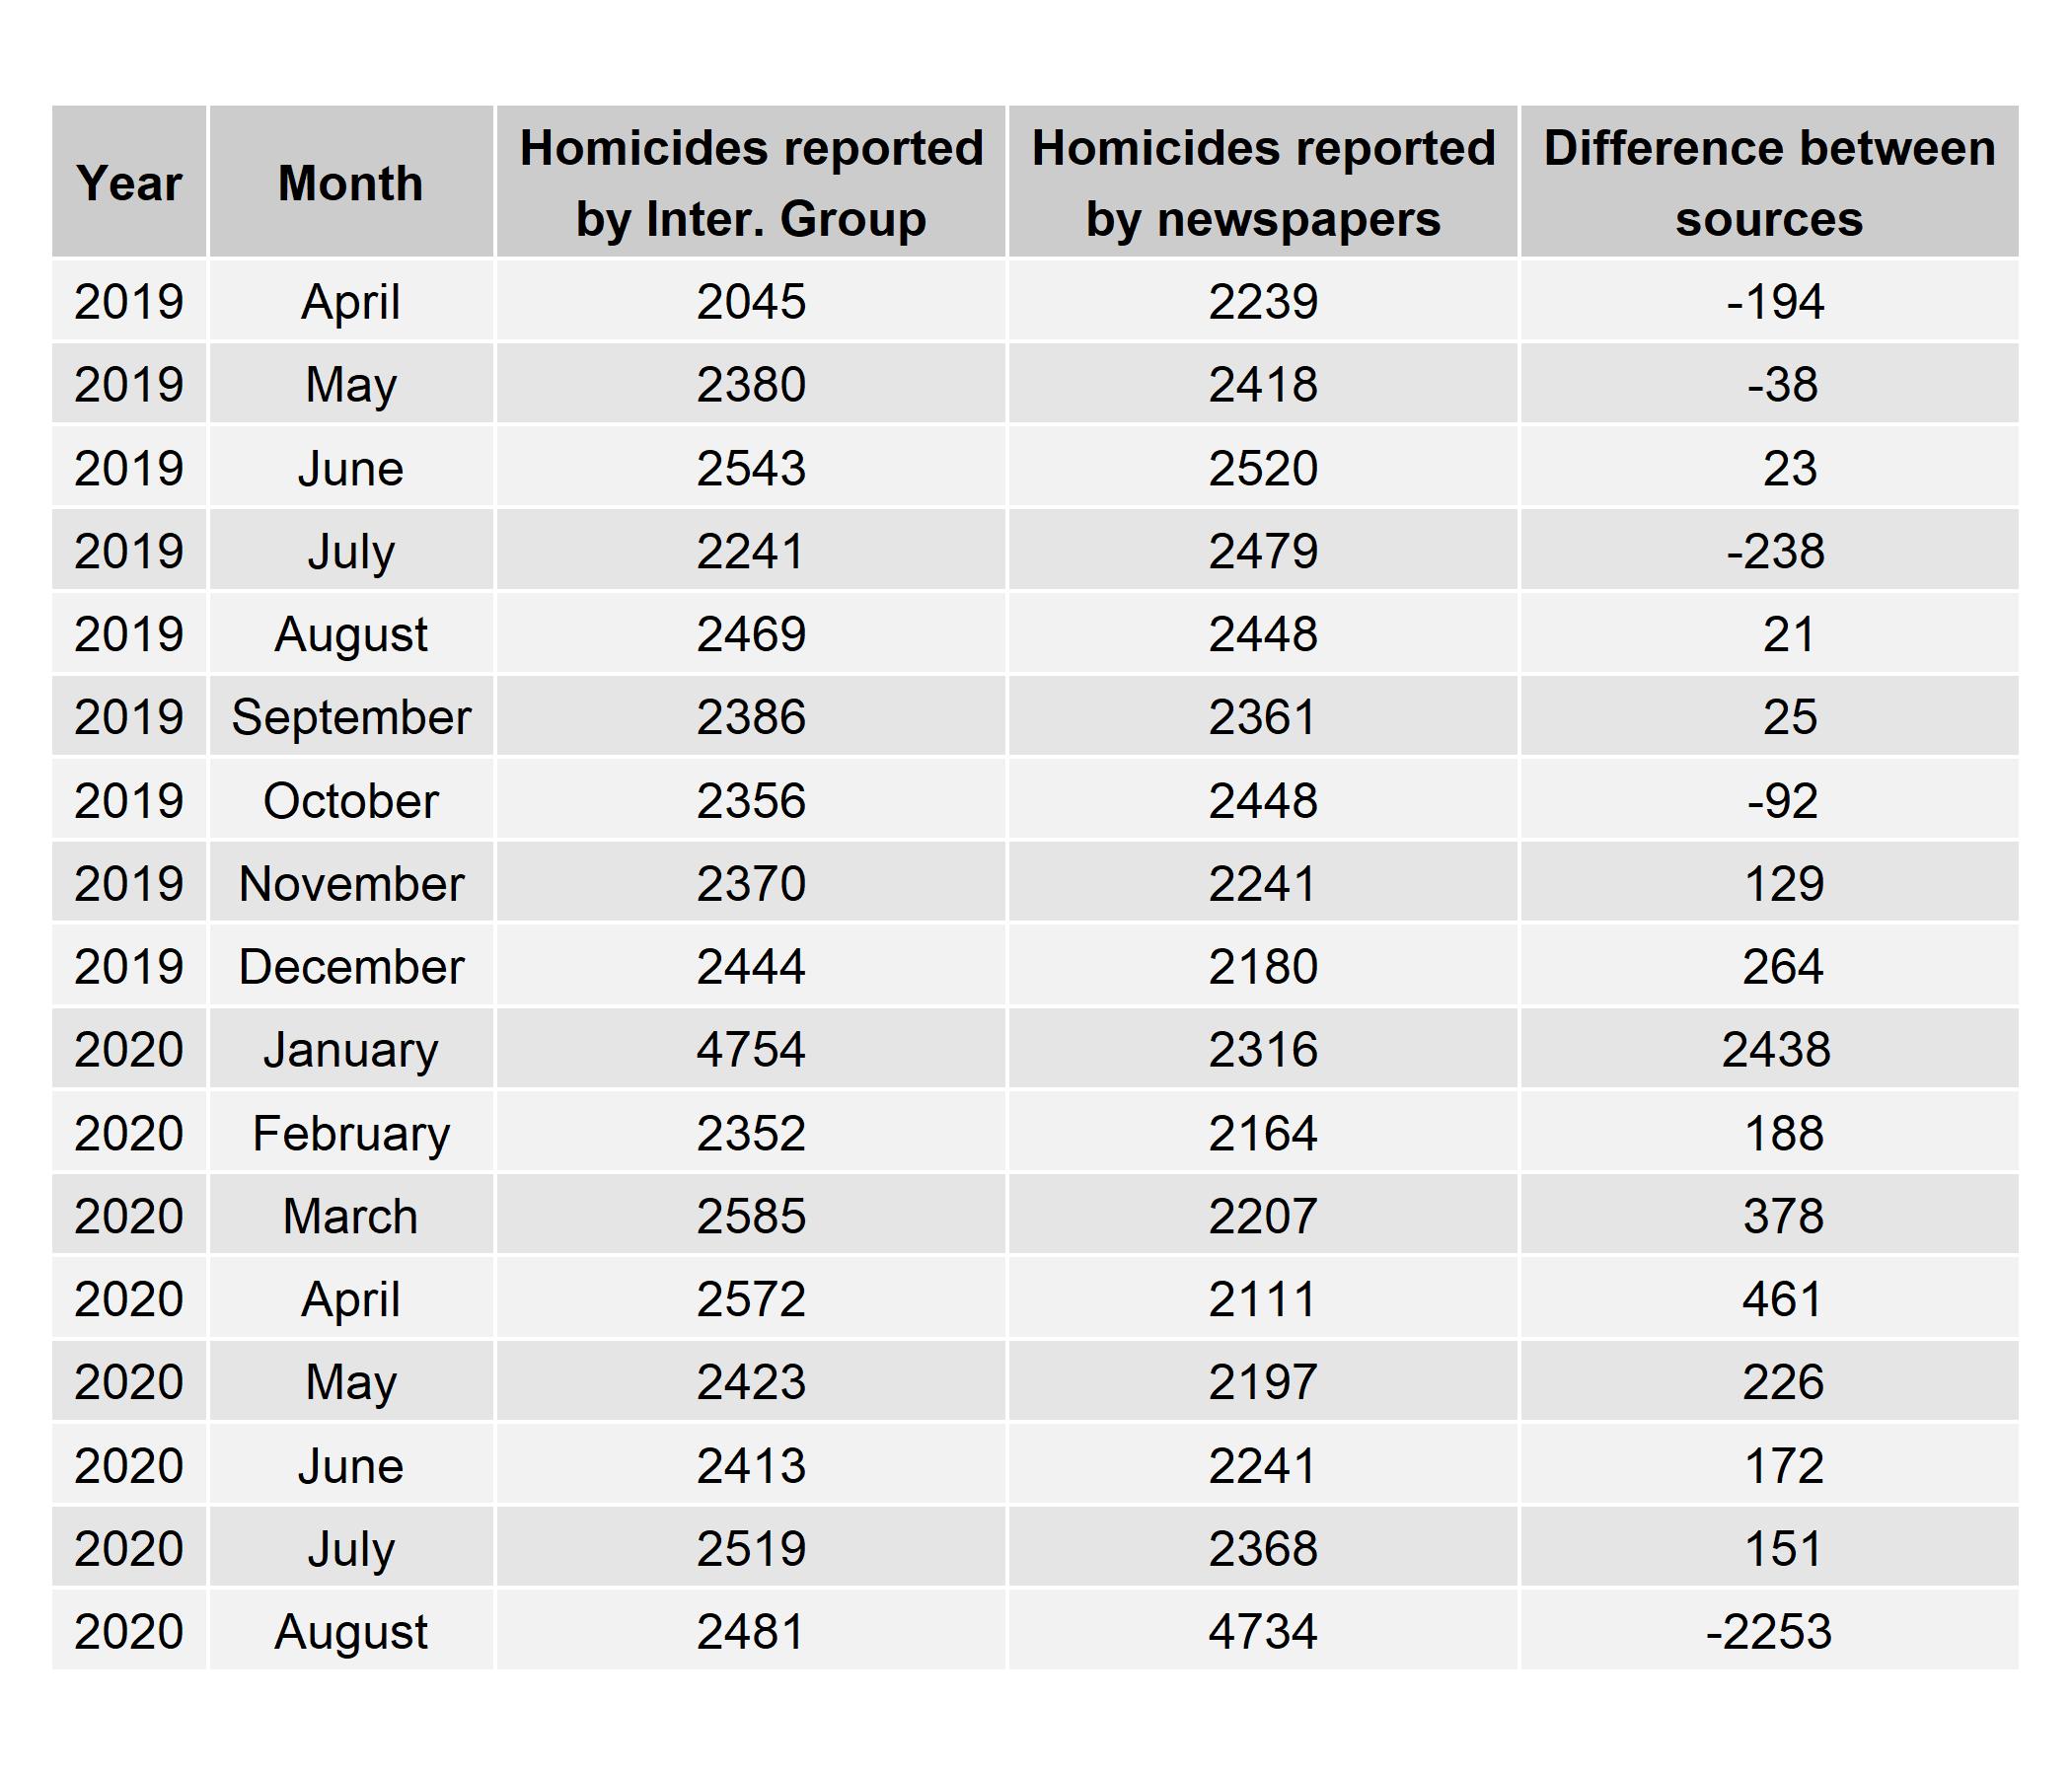 Year Month Homicides reported by Inter. Group Homicides reported by newspapers Difference between sources
2019 April 2045 2239 -194
2019 May 2380 2418 -38
2019 June 2543 2520 23
2019 July 2241 2479 -238
2019 August 2469 2448 21
2019 September 2386 2361 25
2019 October 2356 2448 -92
2019 November 2370 2241 129
2019 December 2444 2180 264
2020 January 4754 2316 2438
2020 February 2352 2164 188
2020 March 2585 2207 378
2020 April 2572 2111 461
2020 May 2423 2197 226
2020 June 2413 2241 172
2020 July 2519 2368 151
2020 August 2481 4734 -2253